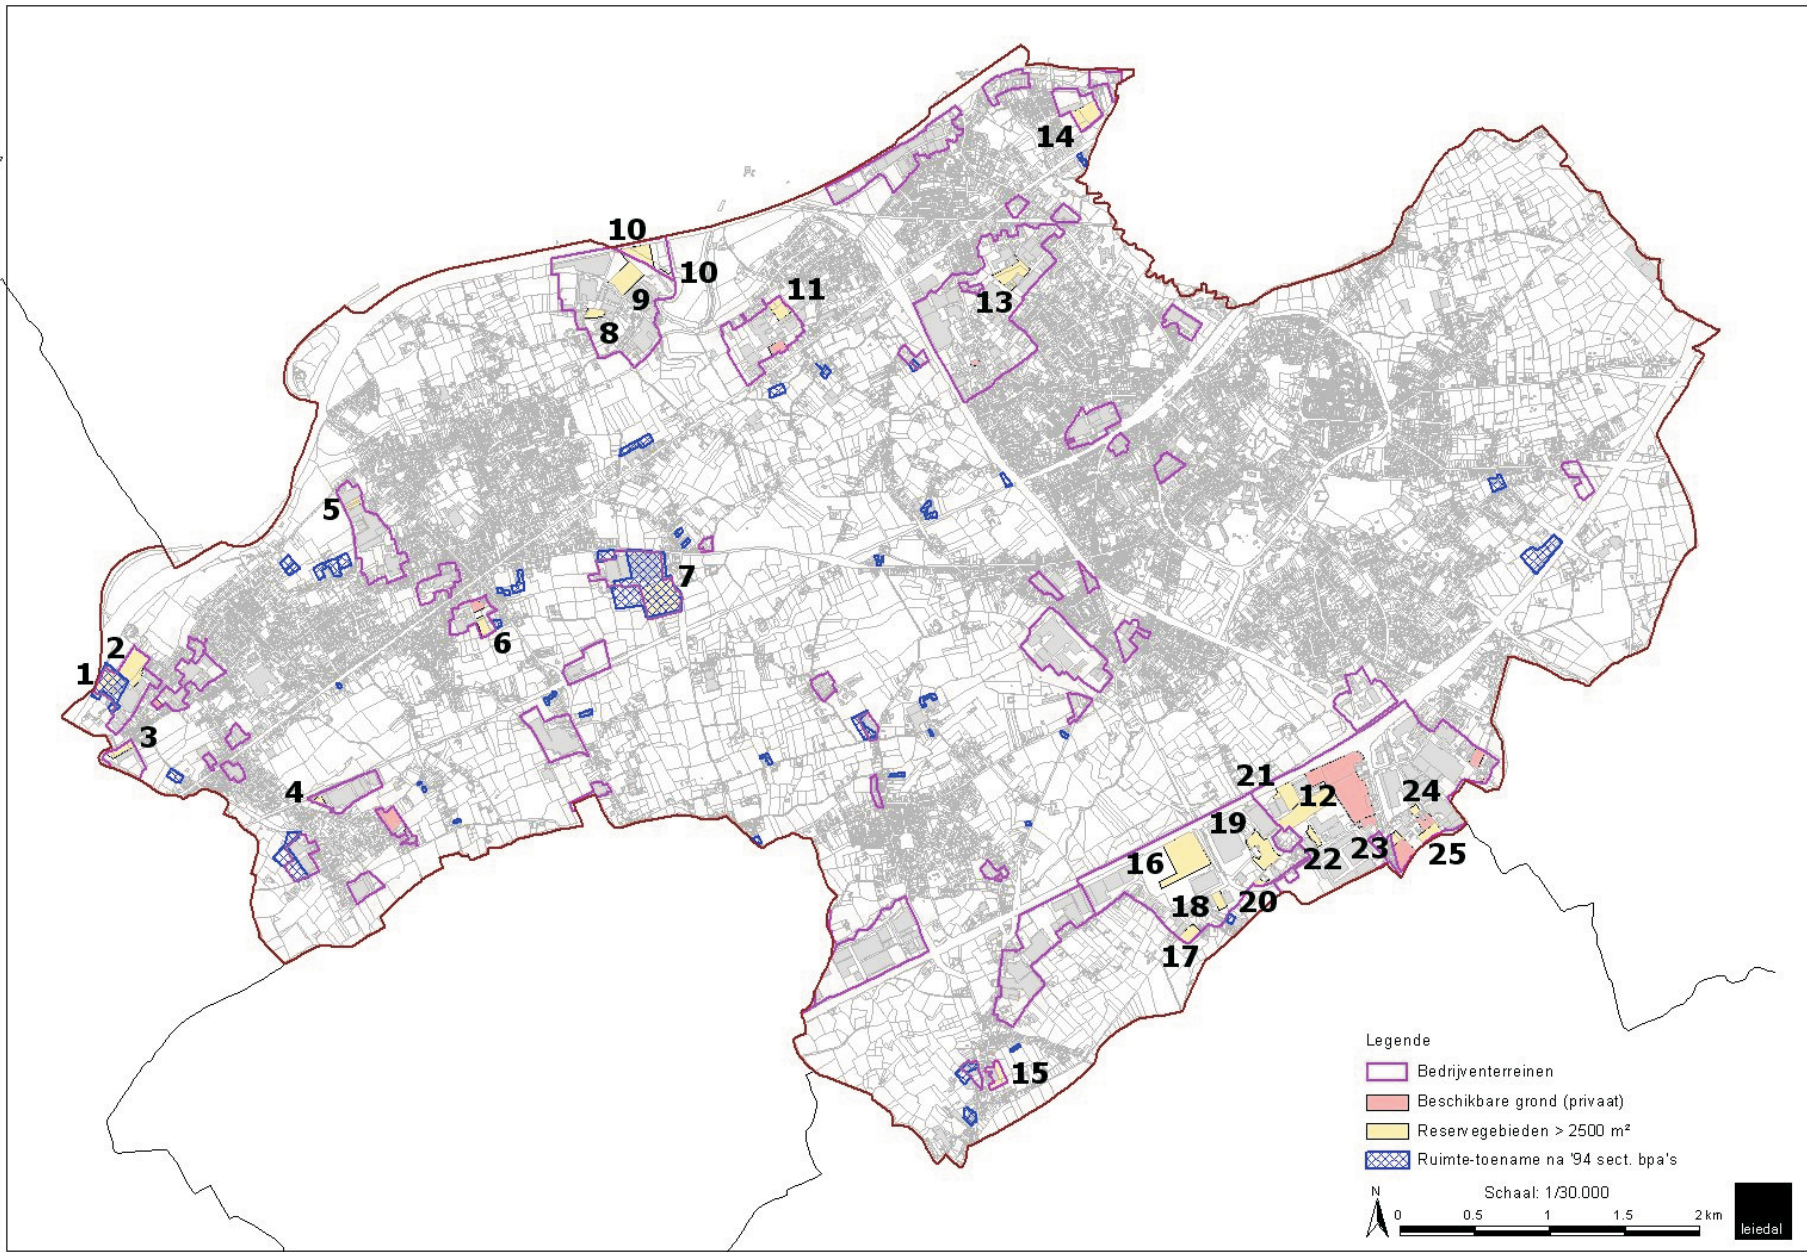 14
10
10
9
11
13
8
5
7
6
2
1
3
4
21
12
24
19
16
22
23
25
18
20
17
15
Legende
Bedrijventerreinen
Beschikbare grond (privaat)
Reservegebieden > 2500 m²
Ruimte-toename na '94 sect. bpa's
N
Schaal: 1/30.000
0 0.5 1 1.5 2 km
leiedal